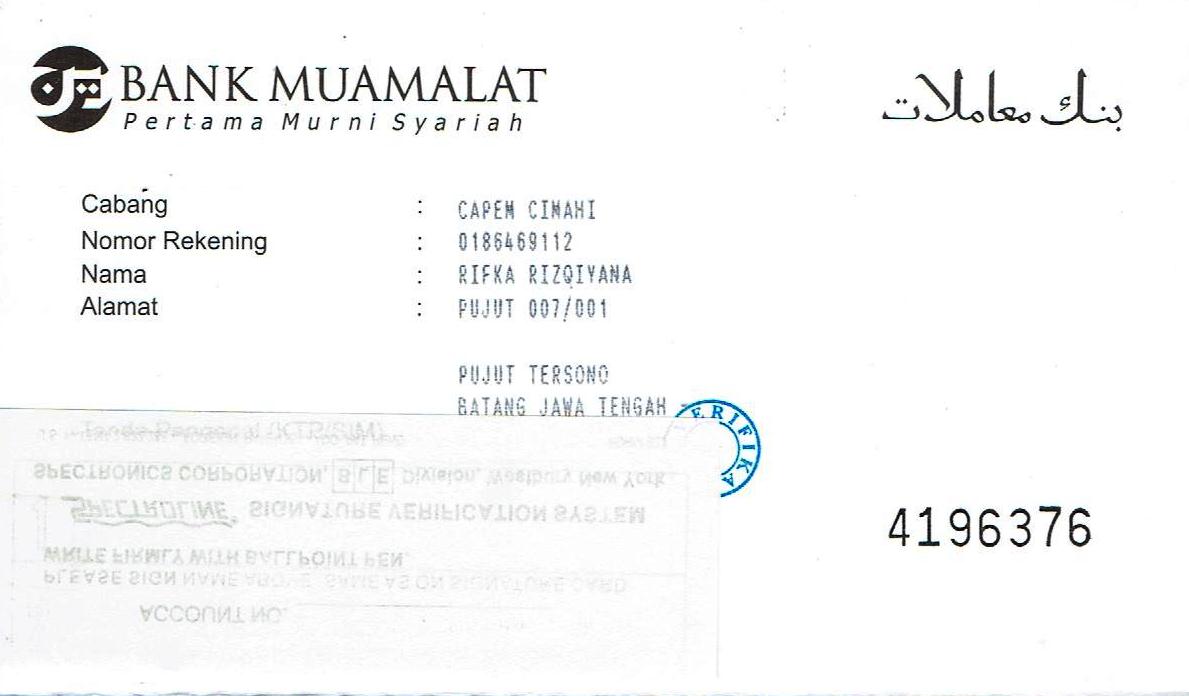 BANK MUAMALAT
Pertama Murni Syariah
بنك معاملات
Cabang : CAPEM CIMAHI
Nomor Rekening : 0186469112
Nama : RIFKA RIZQIYANA
Alamat : PUJUT 007/001
PUJUT TERSONO
BATANG JAWA TENGAH -
VERIFIKA
Tanda Pengenal (KTP/SIM)
SPECTRONICS CORPORATION, SLE Division, Westbury New York
SPECTROLINE, SIGNATURE VERIFICATION SYSTEM
4196376
WRITE FIRMLY WITH BALLPOINT PEN.
PLEASE SIGN NAME ABOVE, SAME AS ON SIGNATURE CARD
ACCOUNT NO.